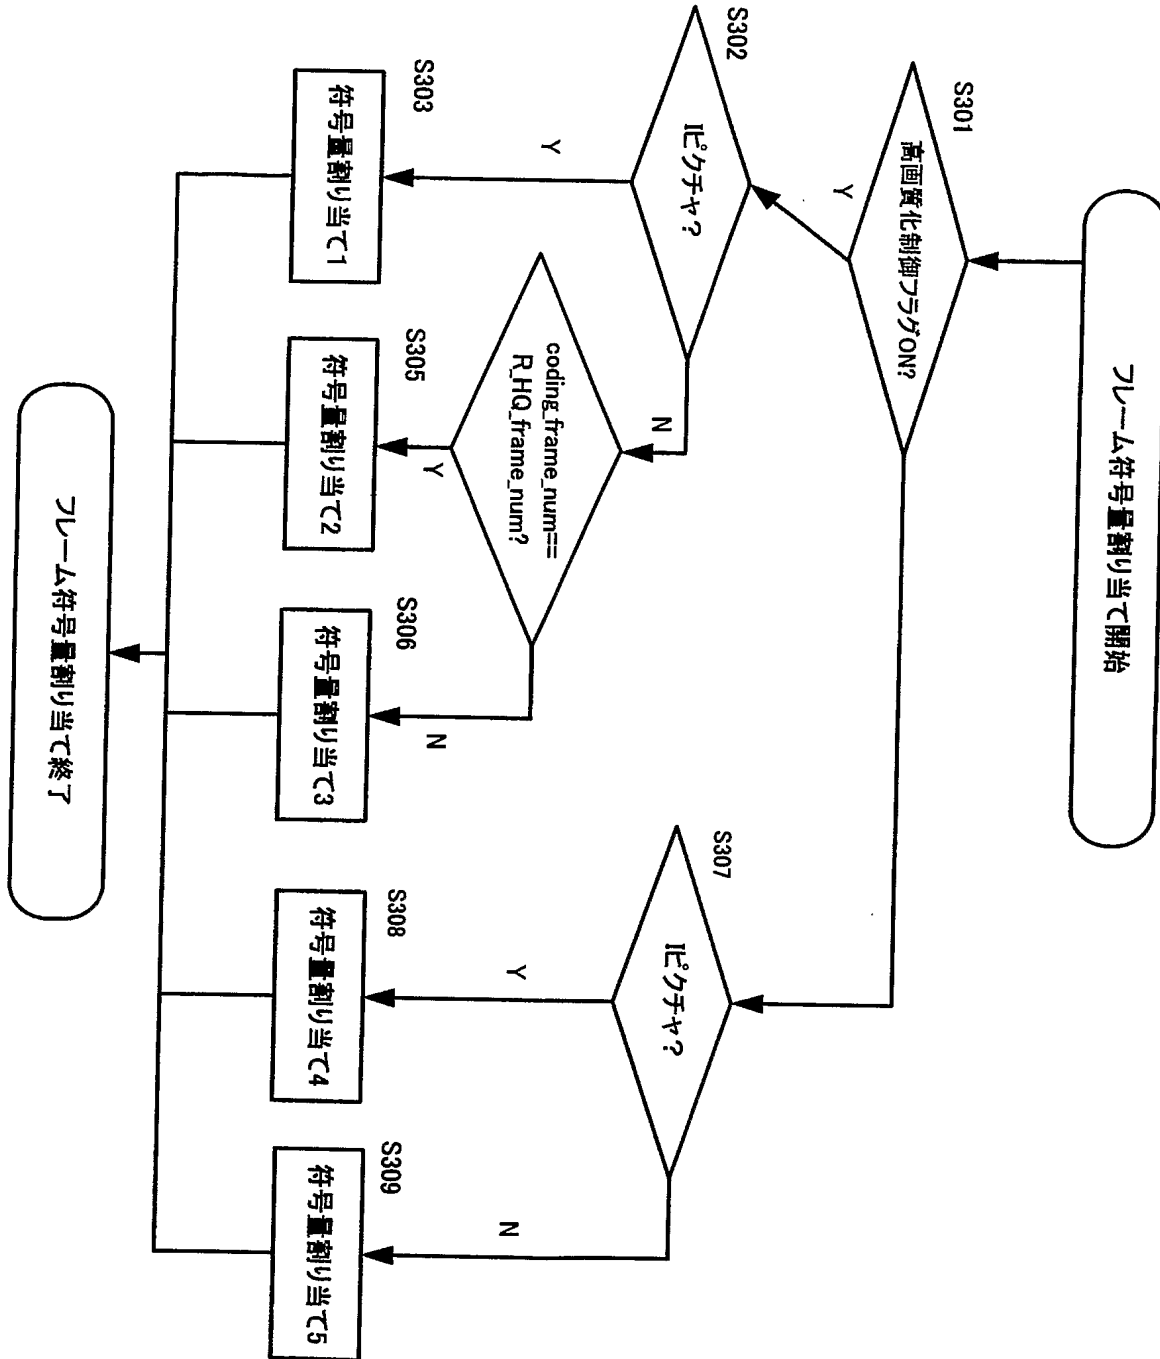 フレーム符号量割り当て開始
S301
高画質化制御フラグON?
Y
S302
Iピクチャ?
Y
N
S303
符号量割り当て1
coding_frame_num==
R_HQ_frame_num?
Y
N
S305
符号量割り当て2
S306
符号量割り当て3
S307
Iピクチャ?
Y
N
S308
符号量割り当て4
S309
符号量割り当て5
フレーム符号量割り当て終了